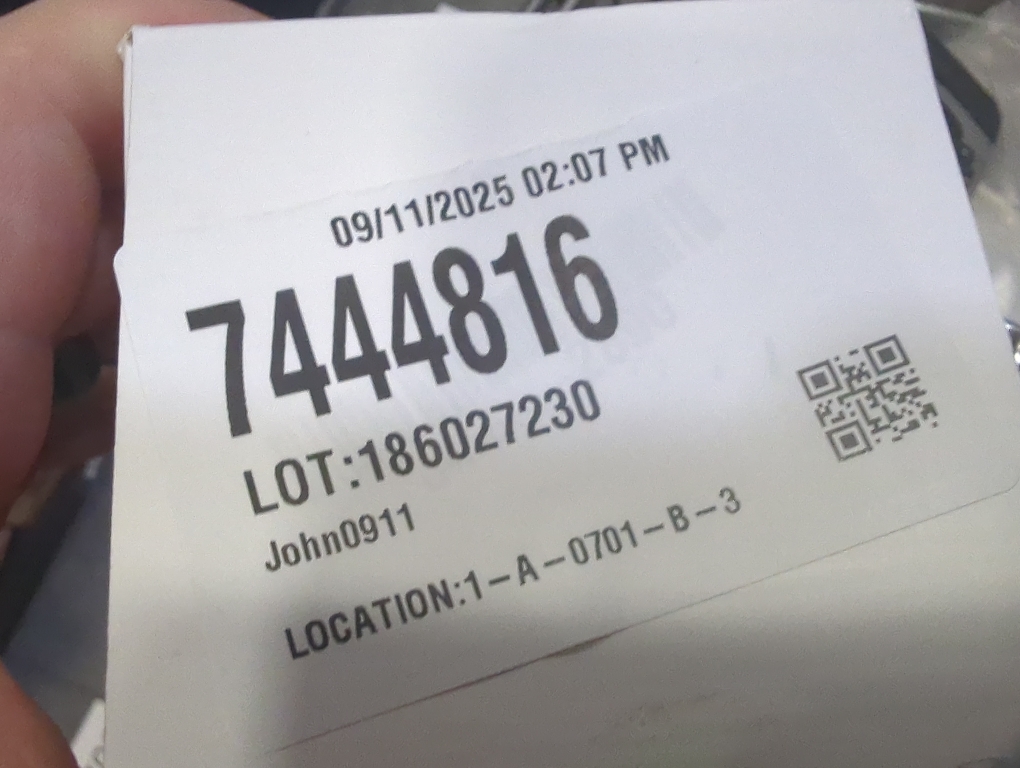 09/11/2025 02:07 PM
7444816
LOT:186027230
John0911
LOCATION:1-A-0701-B-3